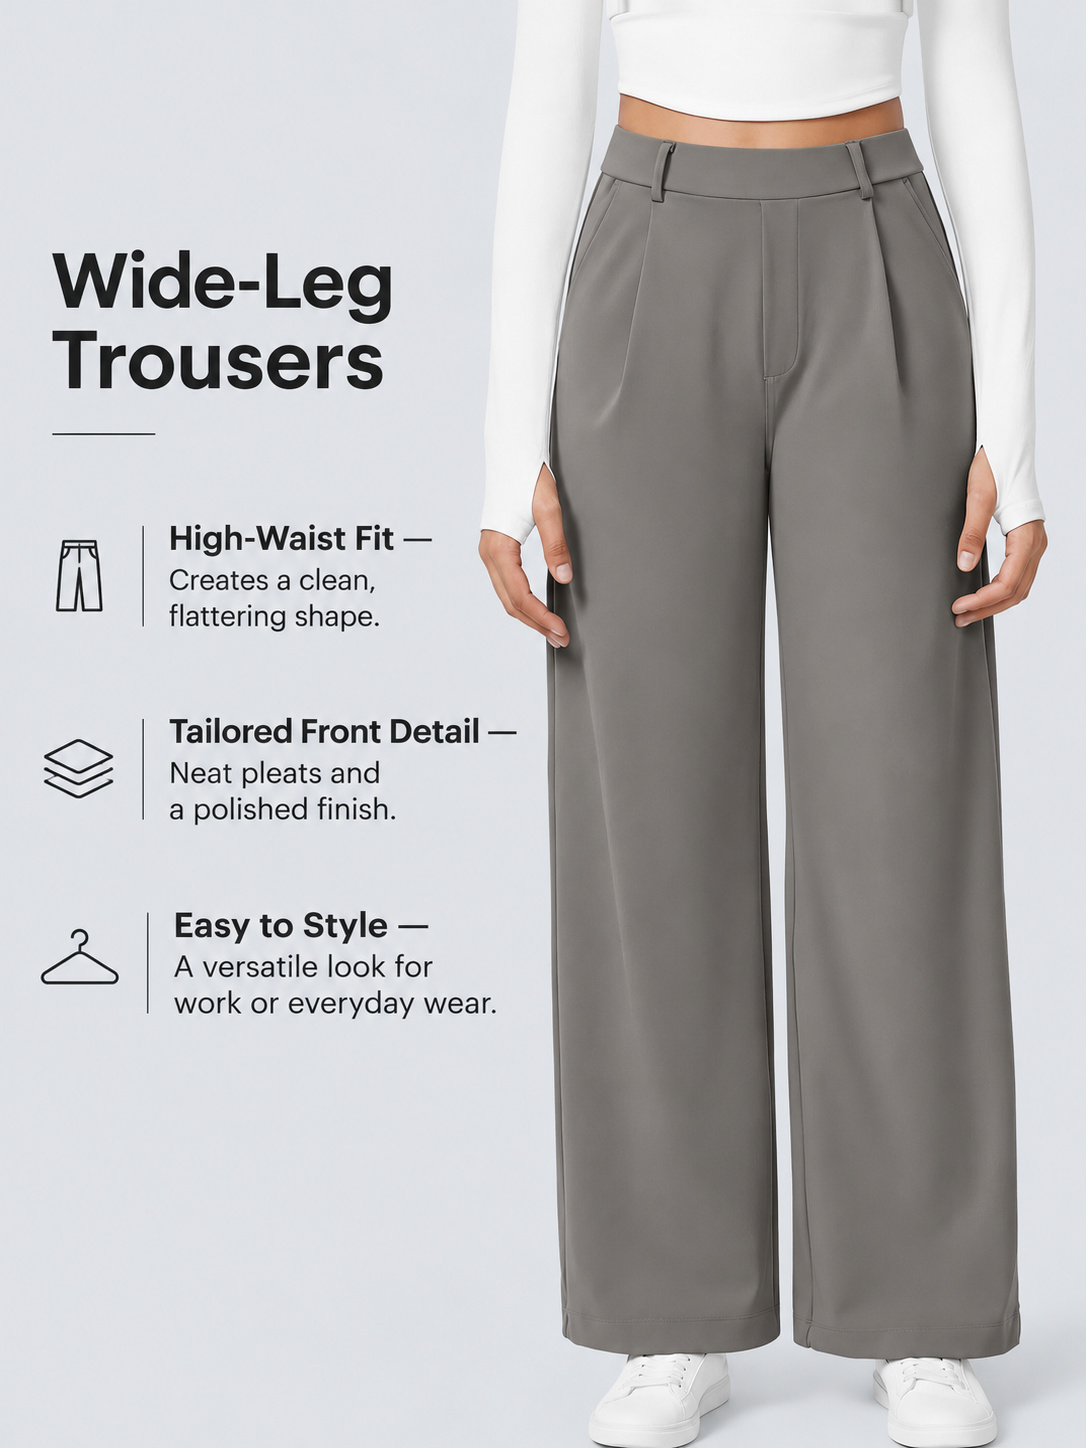 Wide-Leg
Trousers
High-Waist Fit —
Creates a clean,
flattering shape.
Tailored Front Detail —
Neat pleats and
a polished finish.
Easy to Style —
A versatile look for
work or everyday wear.